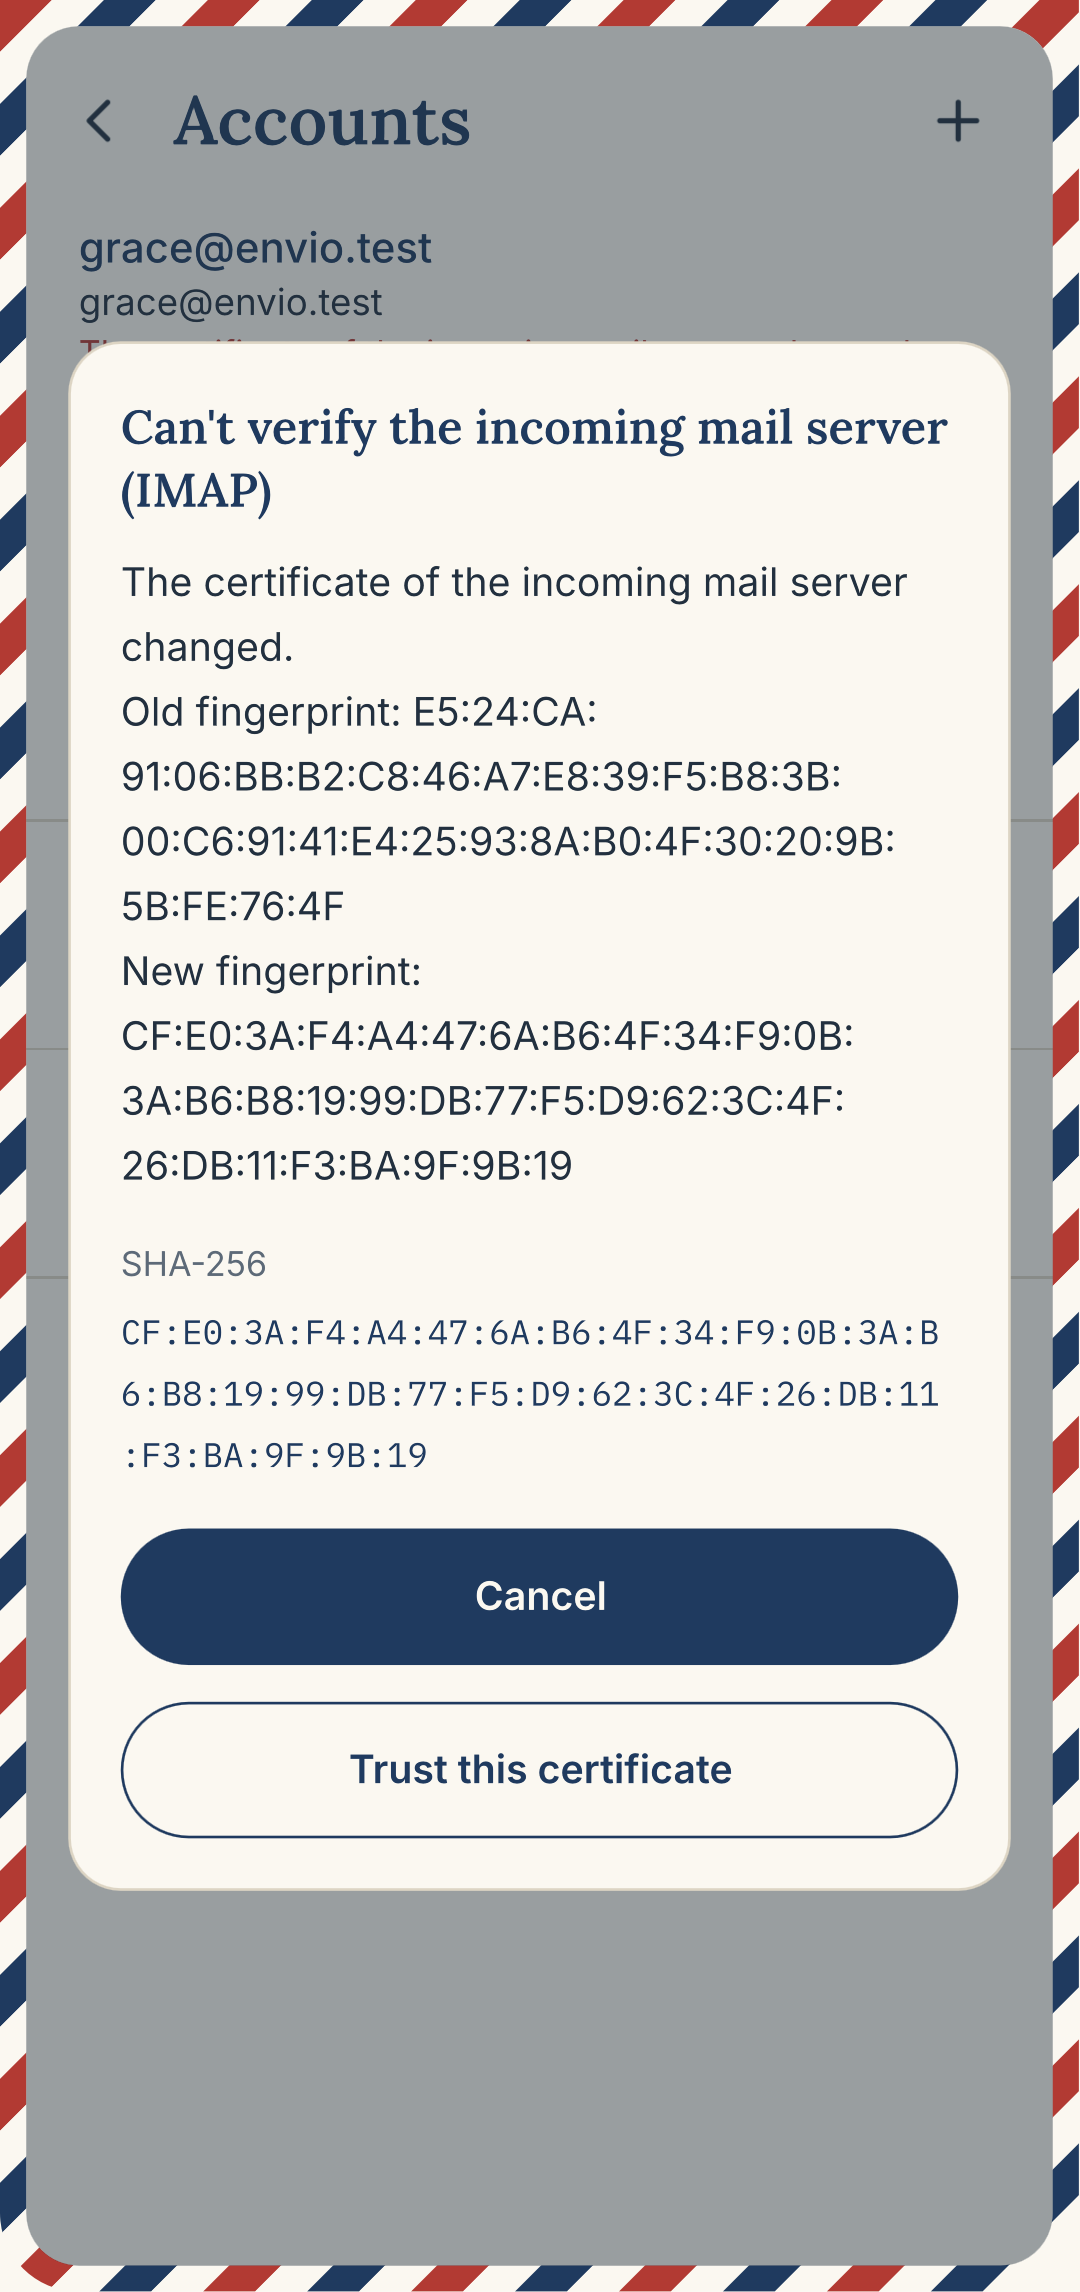 Accounts
grace@envio.test
grace@envio.test
Can't verify the incoming mail server
(IMAP)
The certificate of the incoming mail server
changed.
Old fingerprint: E5:24:CA:
91:06:BB:B2:C8:46:A7:E8:39:F5:B8:3B:
00:C6:91:41:E4:25:93:8A:B0:4F:30:20:9B:
5B:FE:76:4F
New fingerprint:
CF:E0:3A:F4:A4:47:6A:B6:4F:34:F9:0B:
3A:B6:B8:19:99:DB:77:F5:D9:62:3C:4F:
26:DB:11:F3:BA:9F:9B:19
SHA-256
CF:E0:3A:F4:A4:47:6A:B6:4F:34:F9:0B:3A:B
6:B8:19:99:DB:77:F5:D9:62:3C:4F:26:DB:11
:F3:BA:9F:9B:19
Cancel
Trust this certificate